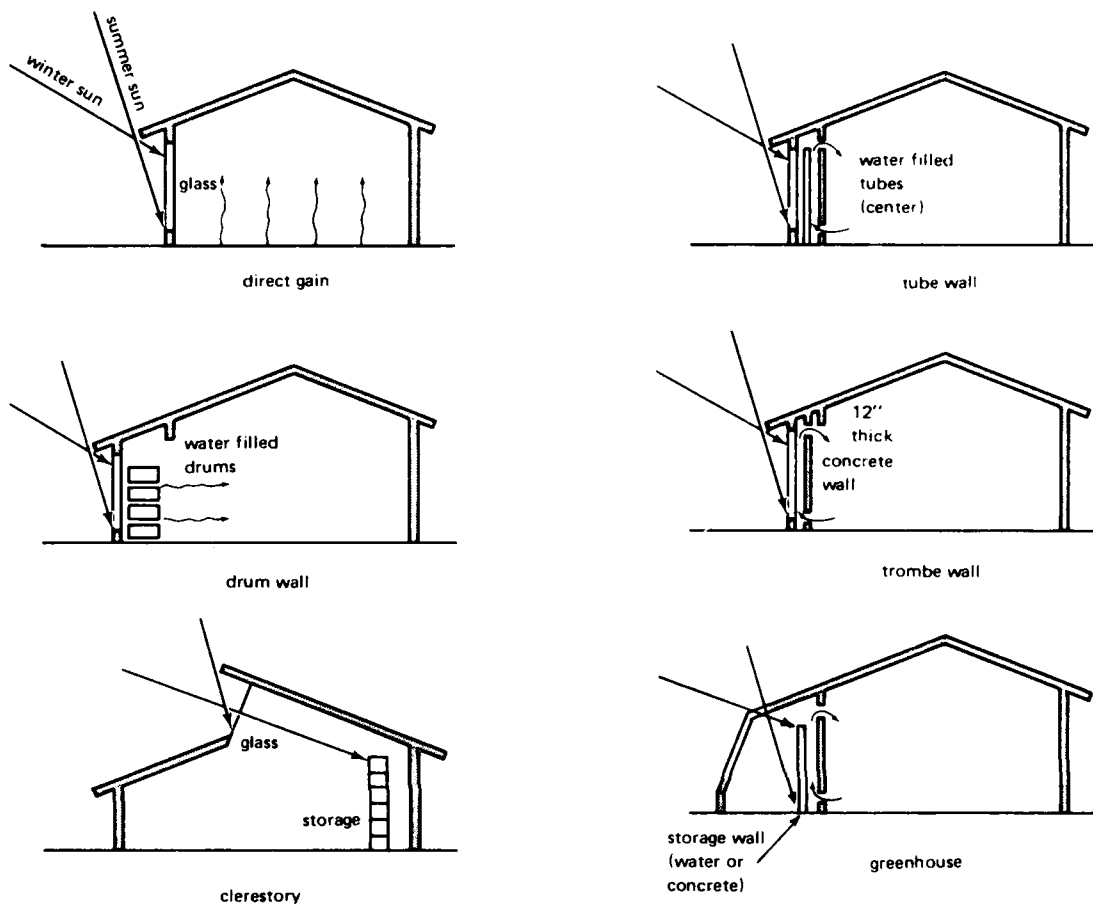 summer sun
winter sun
glass
direct gain
water filled
tubes
(center)
tube wall
water filled
drums
drum wall
12''
thick
concrete
wall
trombe wall
glass
storage
clerestory
storage wall
(water or
concrete)
greenhouse